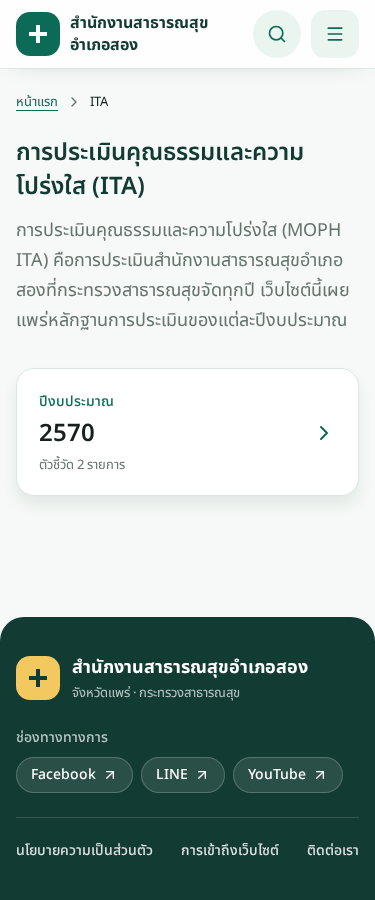 สำนักงานสาธารณสุข
อำเภอสอง
หน้าแรก
ITA
การประเมินคุณธรรมและความ
โปร่งใส (ITA)
การประเมินคุณธรรมและความโปร่งใส (MOPH
ITA) คือการประเมินสำนักงานสาธารณสุขอำเภอ
สองที่กระทรวงสาธารณสุขจัดทุกปี เว็บไซต์นี้เผย
แพร่หลักฐานการประเมินของแต่ละปีงบประมาณ
ปีงบประมาณ
2570
ตัวชี้วัด 2 รายการ
สำนักงานสาธารณสุขอำเภอสอง
จังหวัดแพร่ · กระทรวงสาธารณสุข
ช่องทางทางการ
Facebook
LINE
YouTube
นโยบายความเป็นส่วนตัว
การเข้าถึงเว็บไซต์
ติดต่อเรา